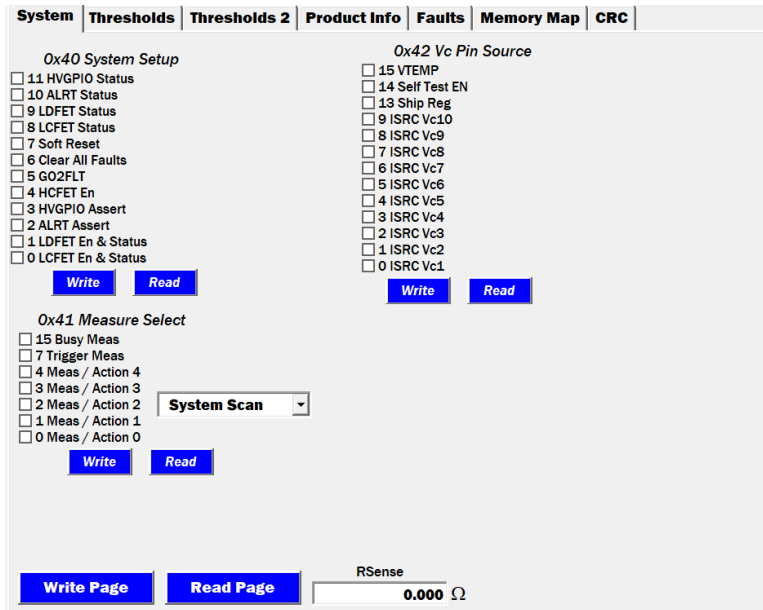 System Thresholds Thresholds 2 Product Info Faults Memory Map CRC
0x40 System Setup
11 HVGPIO Status
10 ALRT Status
9 LDFET Status
8 LCFET Status
7 Soft Reset
6 Clear All Faults
5 GO2FLT
4 HCFET En
3 HVGPIO Assert
2 ALRT Assert
1 LDFET En & Status
0 LCFET En & Status
Write Read
0x42 Vc Pin Source
15 VTEMP
14 Self Test EN
13 Ship Reg
9 ISRC Vc10
8 ISRC Vc9
7 ISRC Vc8
6 ISRC Vc7
5 ISRC Vc6
4 ISRC Vc5
3 ISRC Vc4
2 ISRC Vc3
1 ISRC Vc2
0 ISRC Vc1
Write Read
0x41 Measure Select
15 Busy Meas
7 Trigger Meas
4 Meas / Action 4
3 Meas / Action 3
2 Meas / Action 2
1 Meas / Action 1
0 Meas / Action 0
System Scan
Write Read
Write Page Read Page
RSense
0.000 Ω